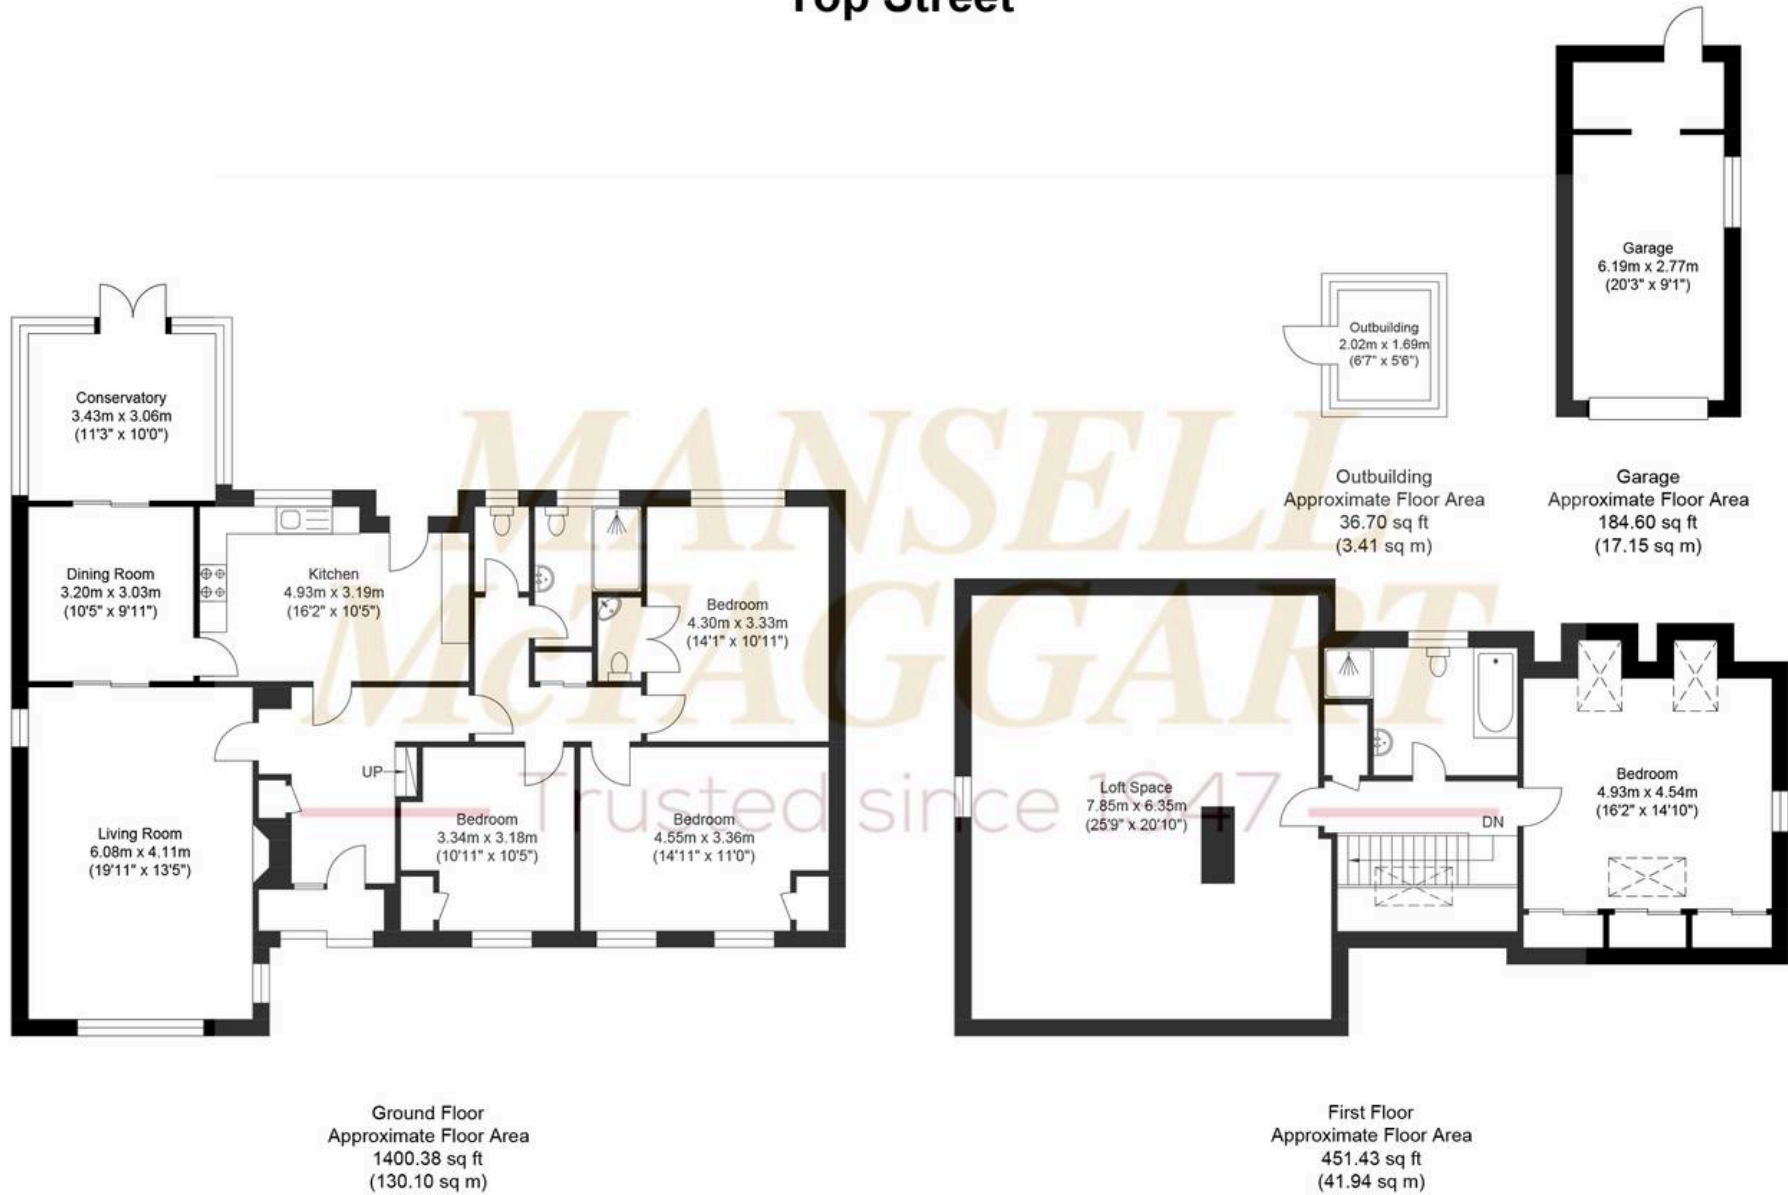 Top Street
Conservatory
3.43m x 3.06m
(11'3" x 10'0")
Dining Room
3.20m x 3.03m
(10'5" x 9'11")
Kitchen
4.93m x 3.19m
(16'2" x 10'5")
Bedroom
4.30m x 3.33m
(14'1" x 10'11")
Living Room
6.08m x 4.11m
(19'11" x 13'5")
UP
Bedroom
3.34m x 3.18m
(10'11" x 10'5")
Bedroom
4.55m x 3.36m
(14'11" x 11'0")
Ground Floor
Approximate Floor Area
1400.38 sq ft
(130.10 sq m)
Outbuilding
2.02m x 1.69m
(6'7" x 5'6")
Outbuilding
Approximate Floor Area
36.70 sq ft
(3.41 sq m)
Garage
6.19m x 2.77m
(20'3" x 9'1")
Garage
Approximate Floor Area
184.60 sq ft
(17.15 sq m)
Loft Space
7.85m x 6.35m
(25'9" x 20'10")
DN
Bedroom
4.93m x 4.54m
(16'2" x 14'10")
First Floor
Approximate Floor Area
451.43 sq ft
(41.94 sq m)
MANSELL
McTAGGART
Trusted since 1947